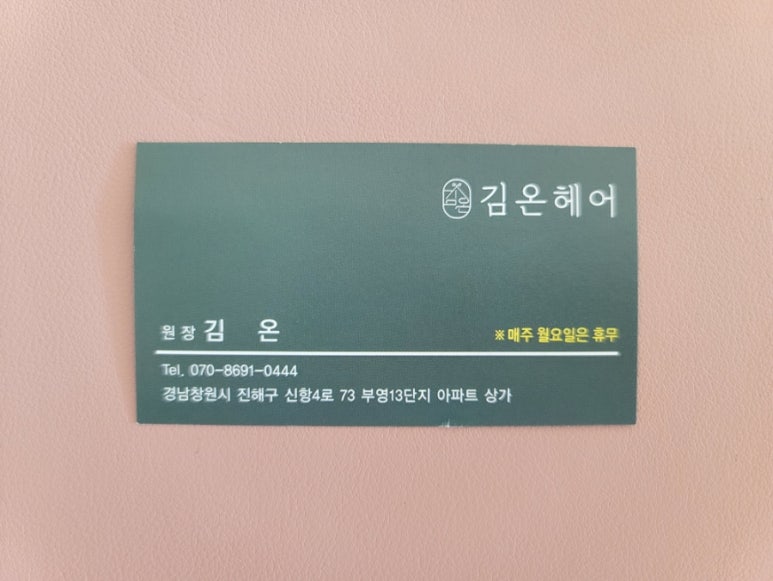 김온 김온헤어
원장 김 온
※ 매주 월요일은 휴무
Tel. 070-8691-0444
경남창원시 진해구 신항4로 73 부영13단지 아파트 상가